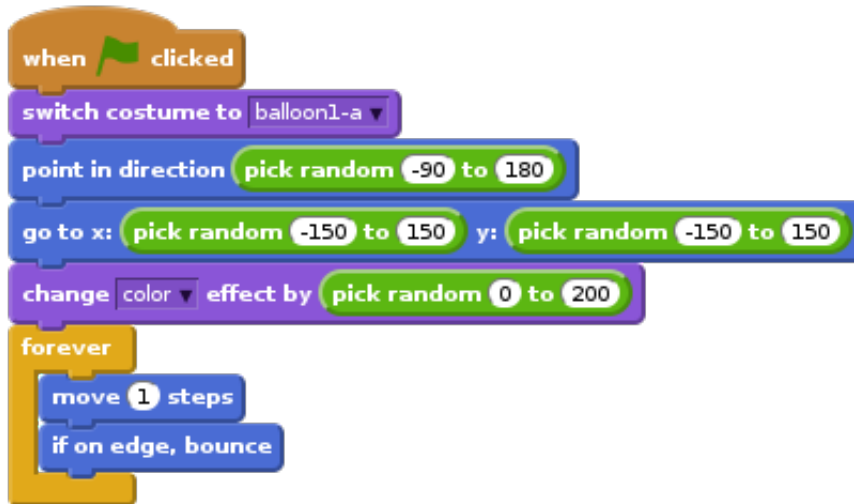 when clicked
switch costume to balloon1-a
point in direction pick random -90 to 180
go to x: pick random -150 to 150 y: pick random -150 to 150
change color effect by pick random 0 to 200
forever
move 1 steps
if on edge, bounce